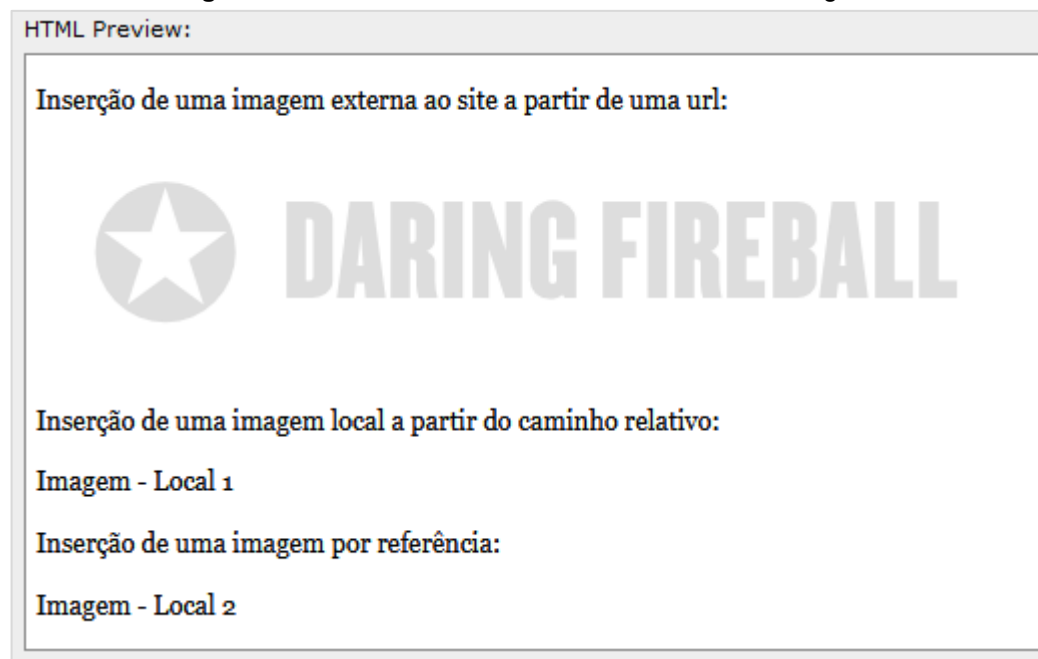 HTML Preview:
Inserção de uma imagem externa ao site a partir de uma url:
DARING FIREBALL
Inserção de uma imagem local a partir do caminho relativo:
Imagem - Local 1
Inserção de uma imagem por referência:
Imagem - Local 2